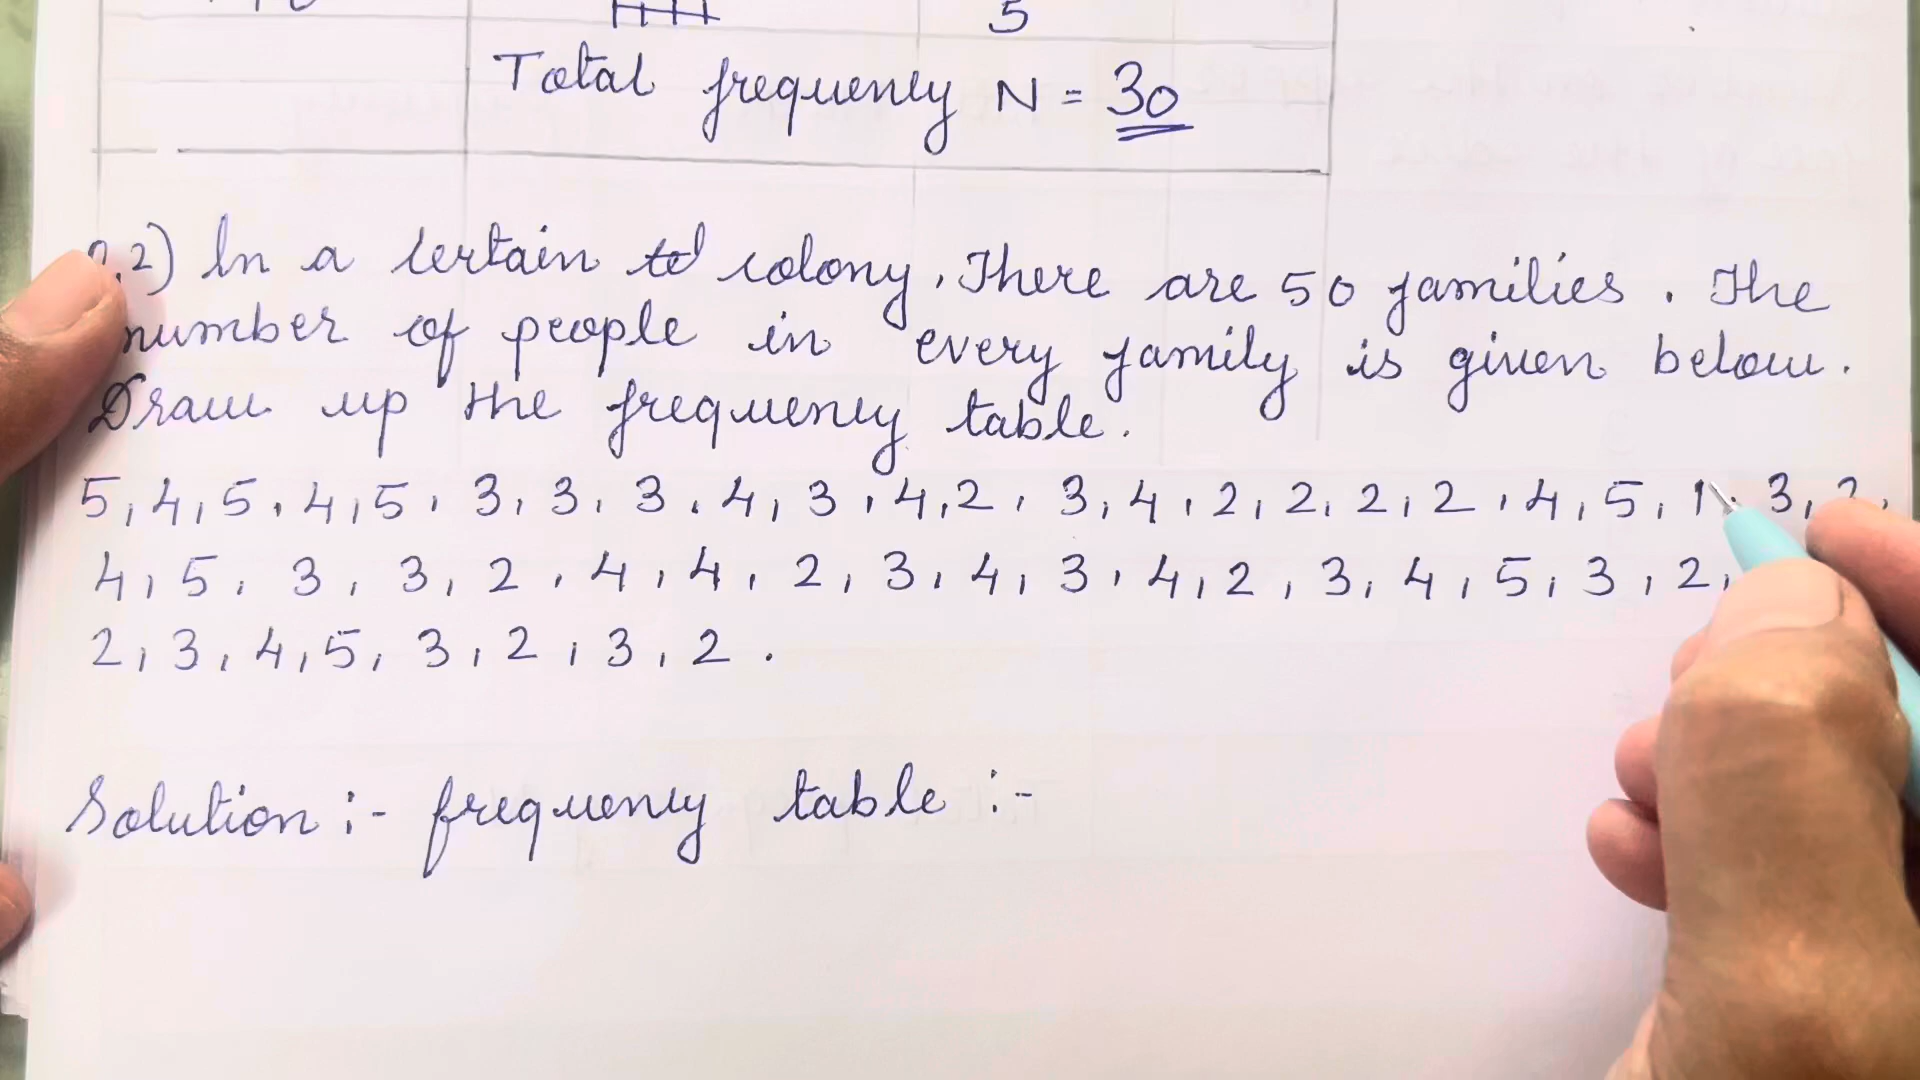 5
Total frequency N = 30
2) In a certain td colony, There are 50 families. The
number of people in every family is given below.
Draw up the frequency table.
5, 4, 5, 4, 5, 3, 3, 3, 4, 3, 4, 2, 3, 4, 2, 2, 2, 2, 4, 5, 1, 3,
4, 5, 3, 3, 2, 4, 4, 2, 3, 4, 3, 4, 2, 3, 4, 5, 3, 2,
2, 3, 4, 5, 3, 2, 3, 2.
Solution :- frequency table :-